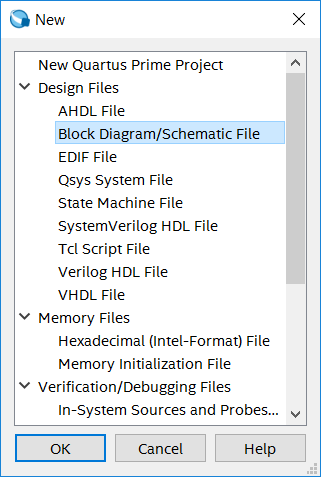 New
New Quartus Prime Project
Design Files
AHDL File
Block Diagram/Schematic File
EDIF File
Qsys System File
State Machine File
SystemVerilog HDL File
Tcl Script File
Verilog HDL File
VHDL File
Memory Files
Hexadecimal (Intel-Format) File
Memory Initialization File
Verification/Debugging Files
In-System Sources and Probes...
OK Cancel Help